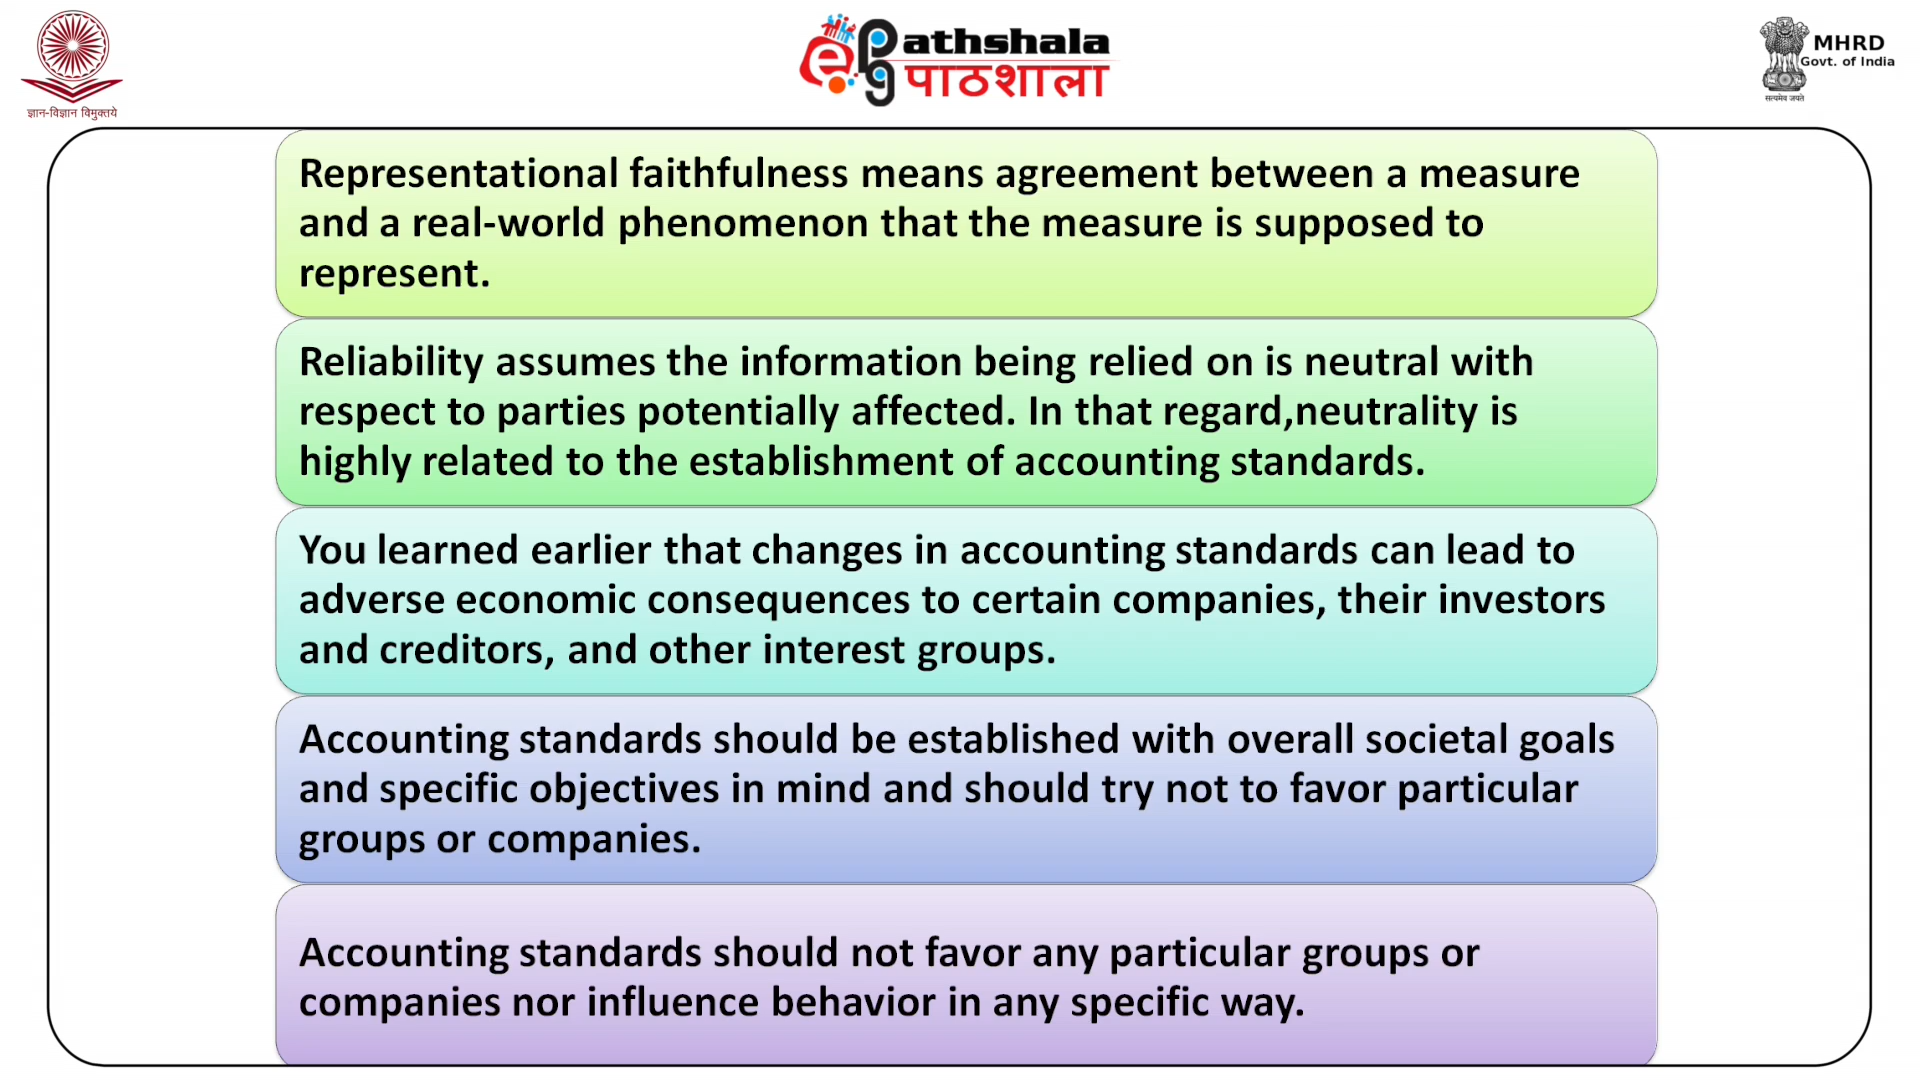 ज्ञान-विज्ञान विमुक्तये
e
pg
athshala
पाठशाला
MHRD
Govt. of India
सत्यमेव जयते
Representational faithfulness means agreement between a measure
and a real-world phenomenon that the measure is supposed to
represent.
Reliability assumes the information being relied on is neutral with
respect to parties potentially affected. In that regard,neutrality is
highly related to the establishment of accounting standards.
You learned earlier that changes in accounting standards can lead to
adverse economic consequences to certain companies, their investors
and creditors, and other interest groups.
Accounting standards should be established with overall societal goals
and specific objectives in mind and should try not to favor particular
groups or companies.
Accounting standards should not favor any particular groups or
companies nor influence behavior in any specific way.